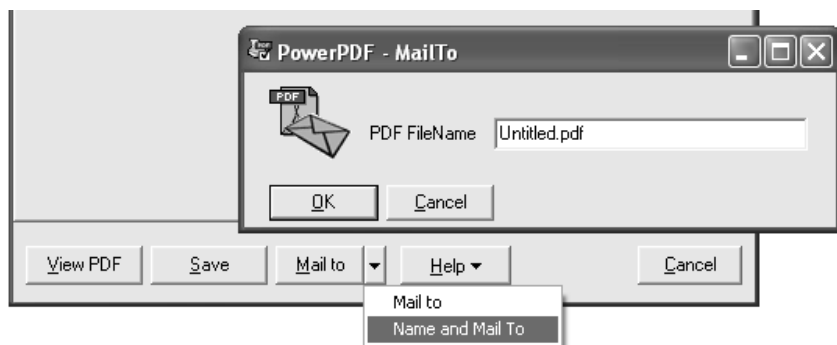 PowerPDF - MailTo
PDF
PDF FileName Untitled.pdf
OK Cancel
View PDF Save Mail to Help Cancel
Mail to
Name and Mail To